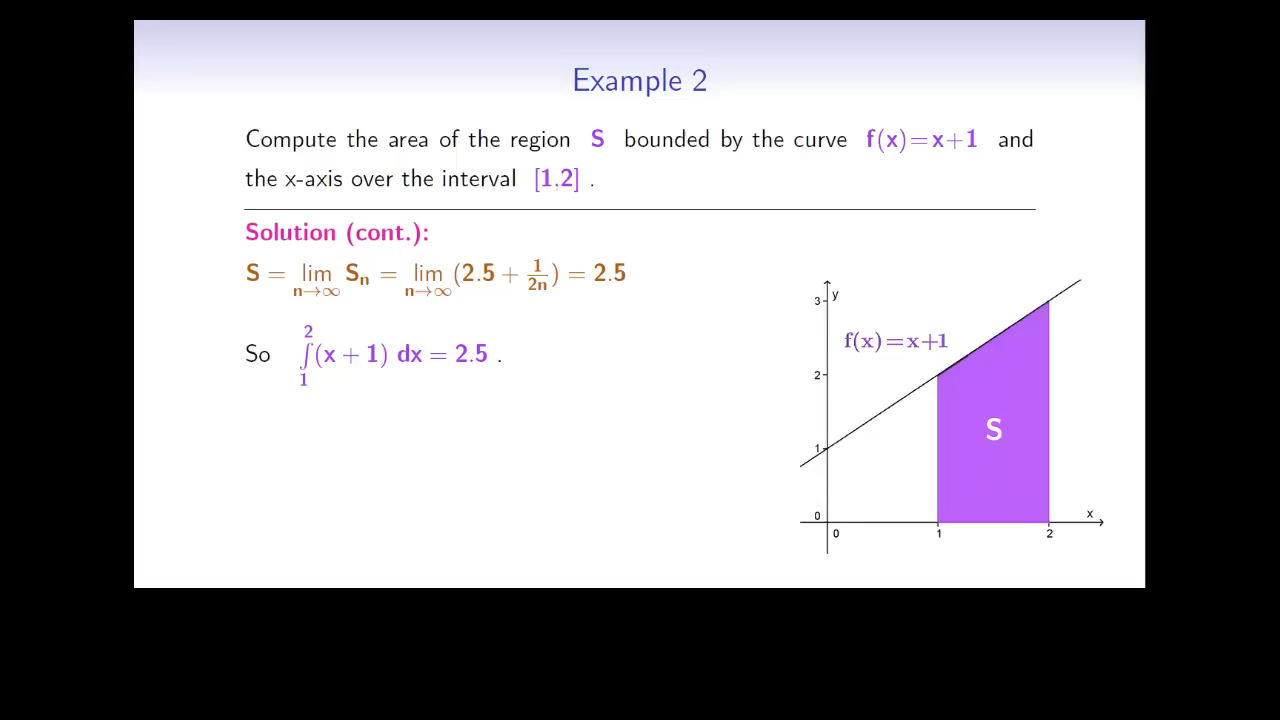 Example 2
Compute the area of the region S bounded by the curve f(x)=x+1 and
the x-axis over the interval [1.2] .
Solution (cont.):
S = lim n→∞ Sn = lim n→∞ (2.5 + 1/2n) = 2.5
So ∫₁² (x + 1) dx = 2.5 .
y
3
f(x)=x+1
2
S
1
0
x
0 1 2